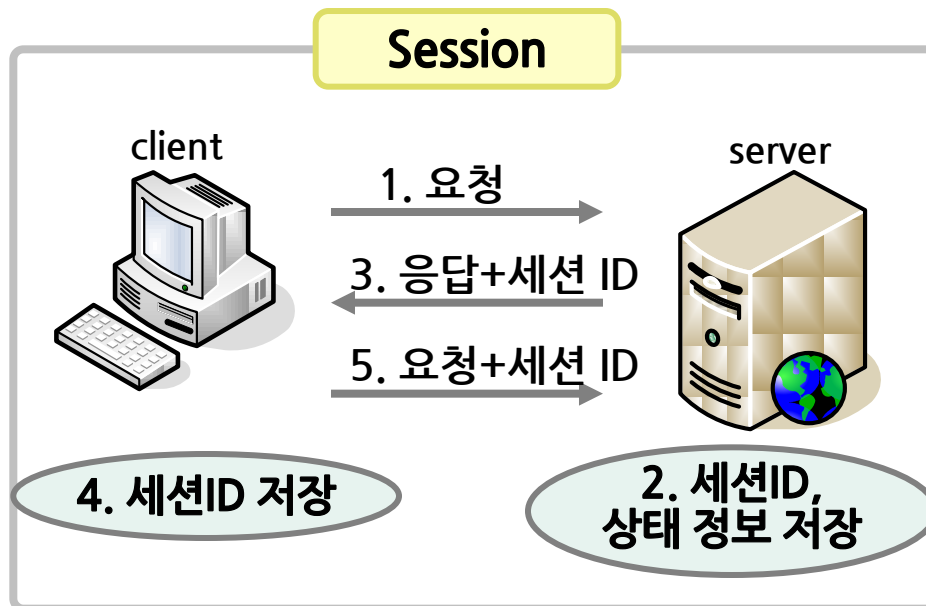 Session
client
server
1. 요청
3. 응답+세션 ID
5. 요청+세션 ID
4. 세션ID 저장
2. 세션ID,
상태 정보 저장